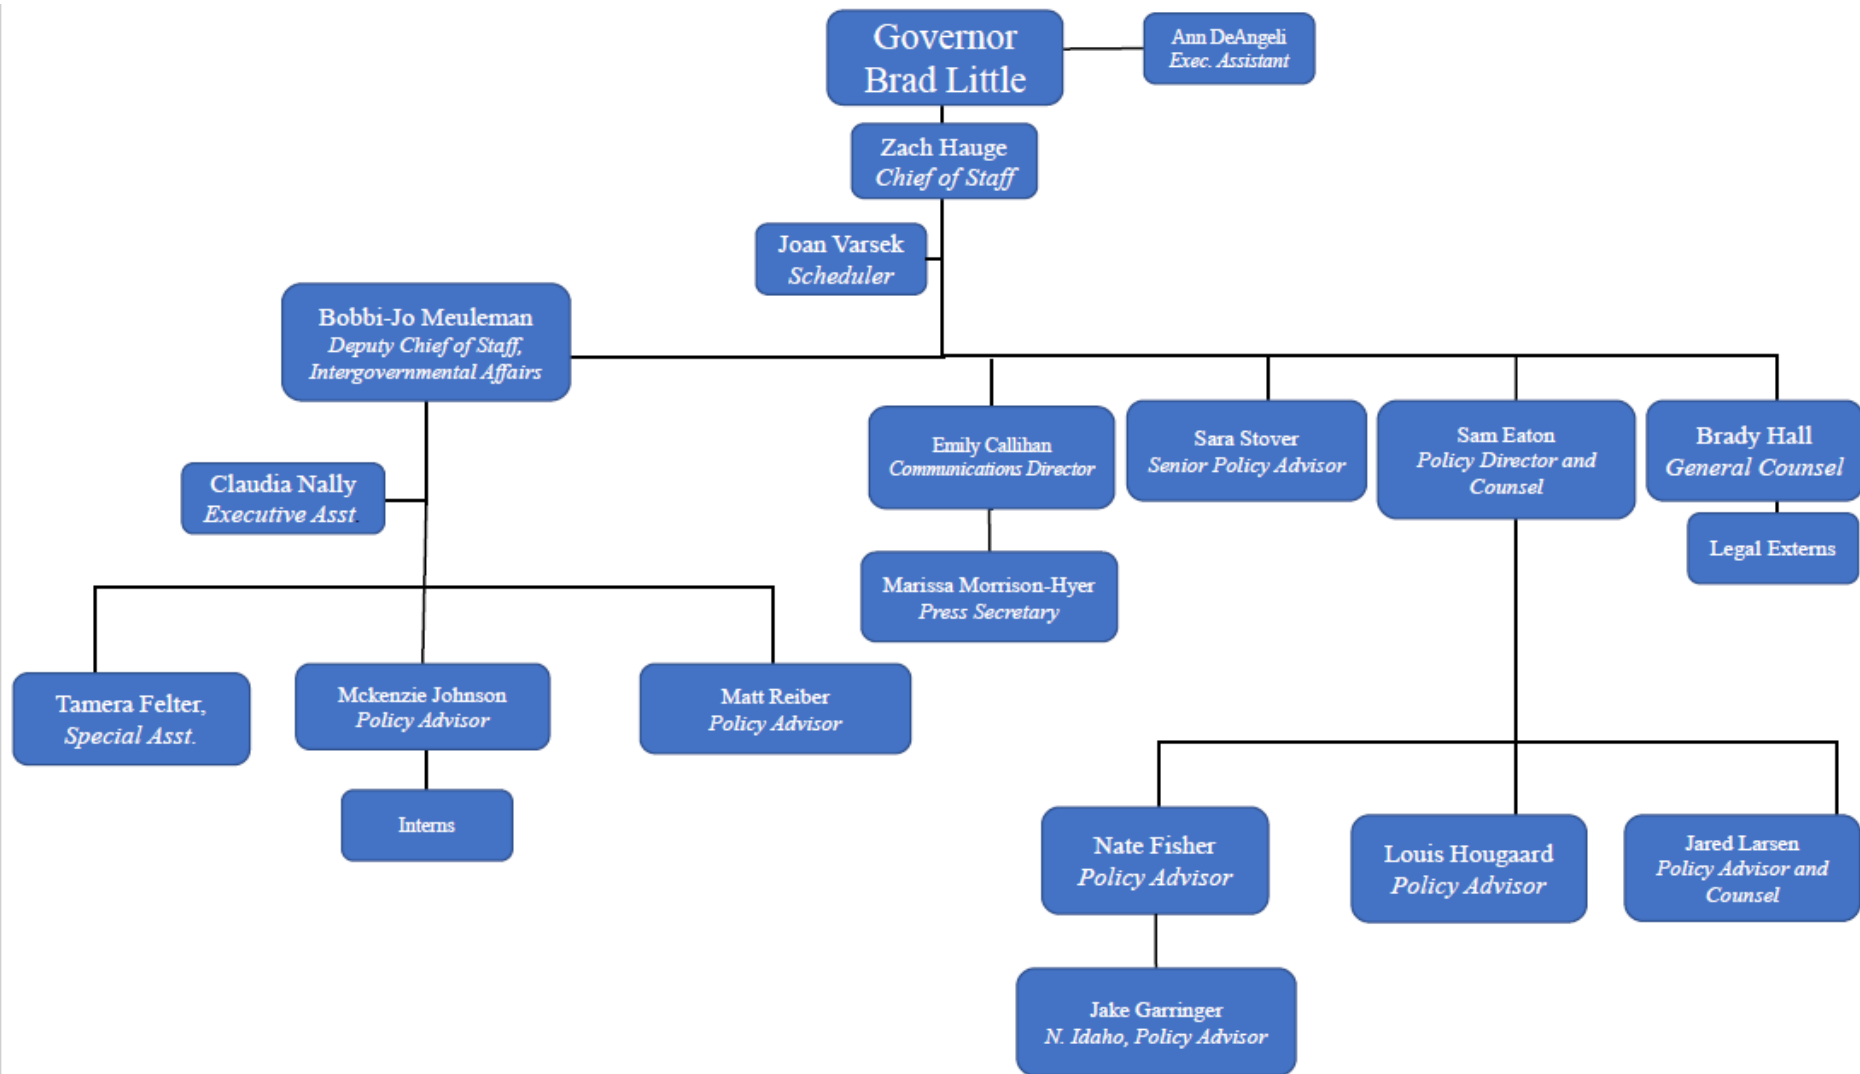 Governor
Brad Little
Ann DeAngeli
Exec. Assistant
Zach Hauge
Chief of Staff
Joan Varsek
Scheduler
Bobbi-Jo Meuleman
Deputy Chief of Staff,
Intergovernmental Affairs
Emily Callihan
Communications Director
Sara Stover
Senior Policy Advisor
Sam Eaton
Policy Director and
Counsel
Brady Hall
General Counsel
Claudia Nally
Executive Asst.
Legal Externs
Marissa Morrison-Hyer
Press Secretary
Tamera Felter,
Special Asst.
Mckenzie Johnson
Policy Advisor
Matt Reiber
Policy Advisor
Interns
Nate Fisher
Policy Advisor
Louis Hougaard
Policy Advisor
Jared Larsen
Policy Advisor and
Counsel
Jake Garringer
N. Idaho, Policy Advisor